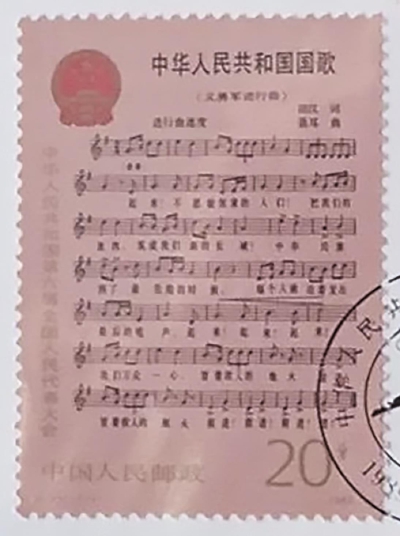 中华人民共和国国歌
(义勇军进行曲)
田汉 词
进行曲速度 聂耳 曲
起来!不愿做奴隶的人们!把我们的
血肉,筑成我们新的长城!中华民族
到了最危险的时候,每个人被迫着发出
最后的吼声。起来!起来!起来!
我们万众一心,冒着敌人的炮火前进!
冒着敌人的炮火前进!前进!前进!进!
中华人民共和国第六届全国人民代表大会
中国人民邮政
20分